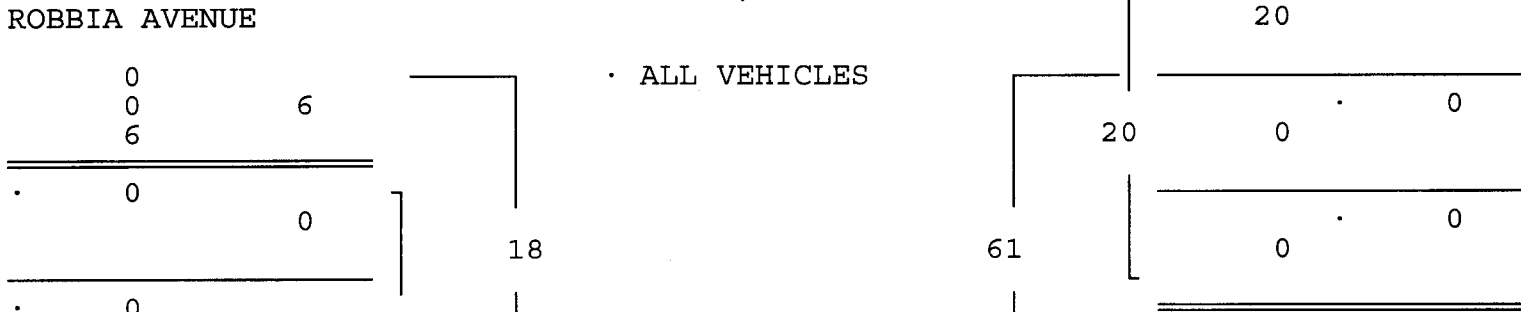 ROBBIA AVENUE 20
0 · ALL VEHICLES
0 6 · 0
6 20 0
· 0
0 · 0
18 61 0
· 0